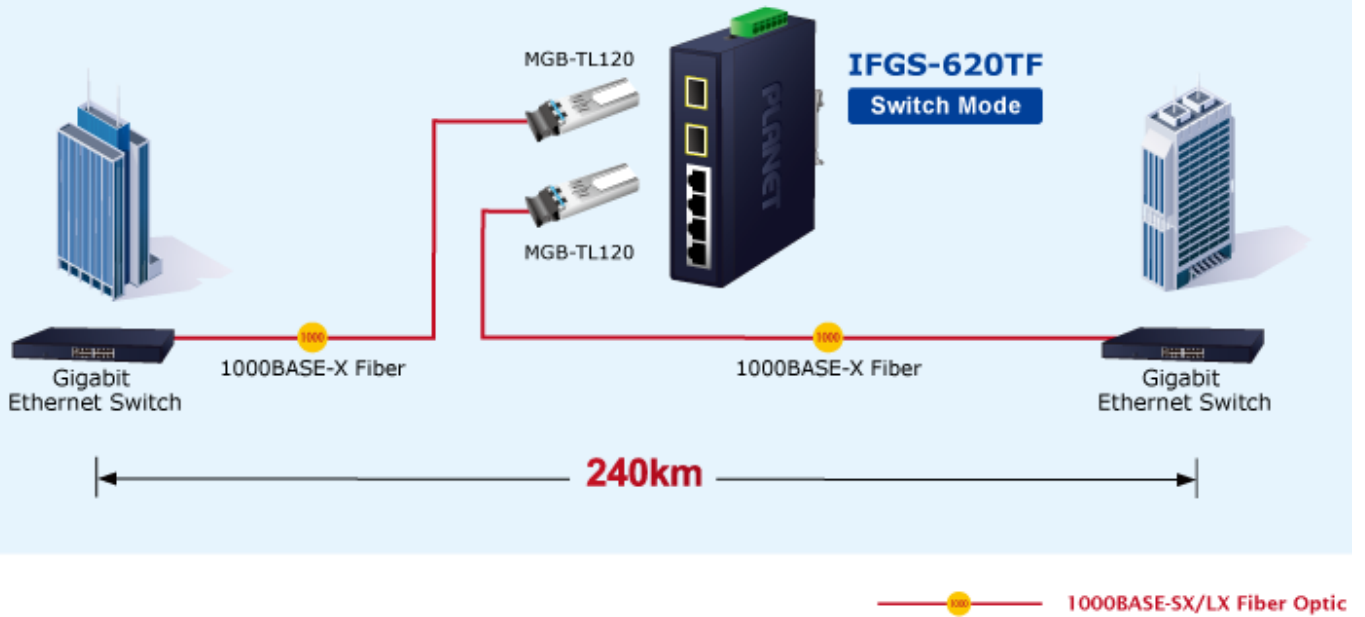 MGB-TL120
IFGS-620TF
Switch Mode
PLANET
MGB-TL120
1000
1000
1000BASE-X Fiber
1000BASE-X Fiber
Gigabit
Ethernet Switch
Gigabit
Ethernet Switch
240km
1000
1000BASE-SX/LX Fiber Optic